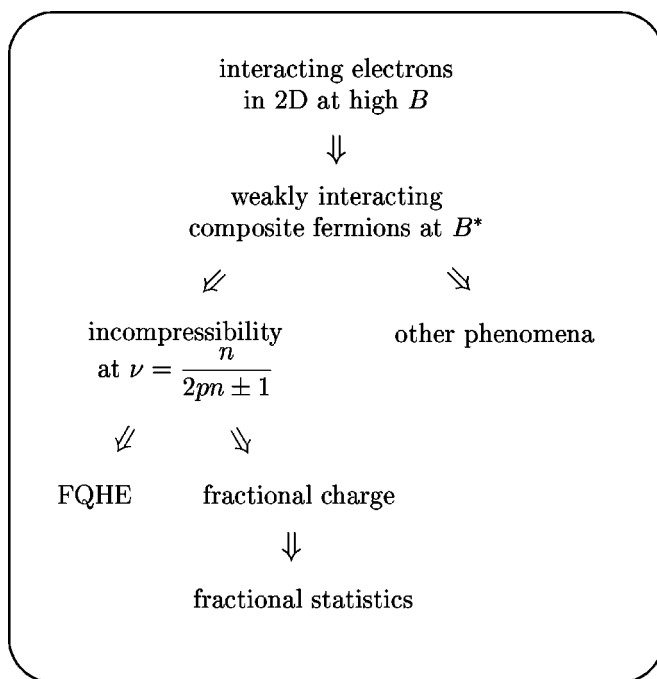 interacting electrons
in 2D at high B
⇓
weakly interacting
composite fermions at B*
⇙ ⇘
incompressibility other phenomena
at ν = n / (2pn ± 1)
⇙ ⇘
FQHE fractional charge
⇓
fractional statistics